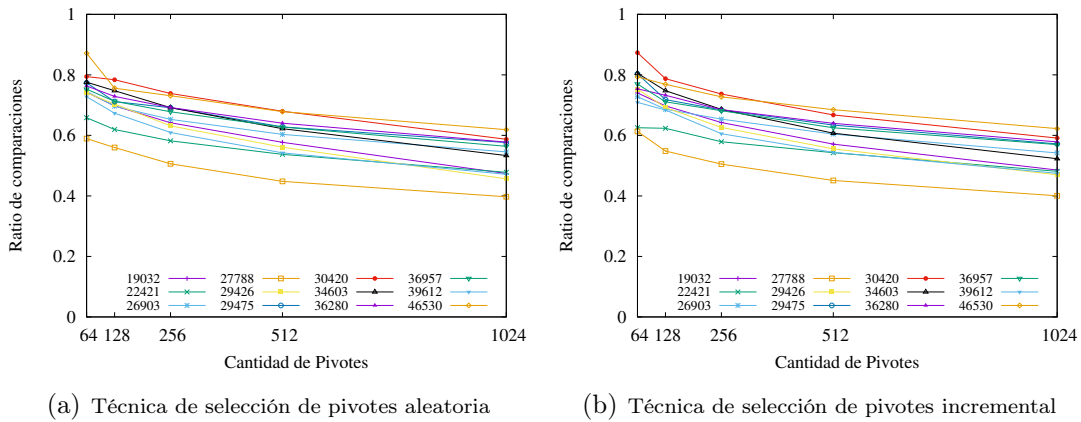 1
0.8
0.6
0.4
0.2
0
Ratio de comparaciones
64 128 256 512 1024
Cantidad de Pivotes
19032 27788 30420 36957
22421 29426 34603 39612
26903 29475 36280 46530
(a) Técnica de selección de pivotes aleatoria
1
0.8
0.6
0.4
0.2
0
Ratio de comparaciones
64 128 256 512 1024
Cantidad de Pivotes
19032 27788 30420 36957
22421 29426 34603 39612
26903 29475 36280 46530
(b) Técnica de selección de pivotes incremental